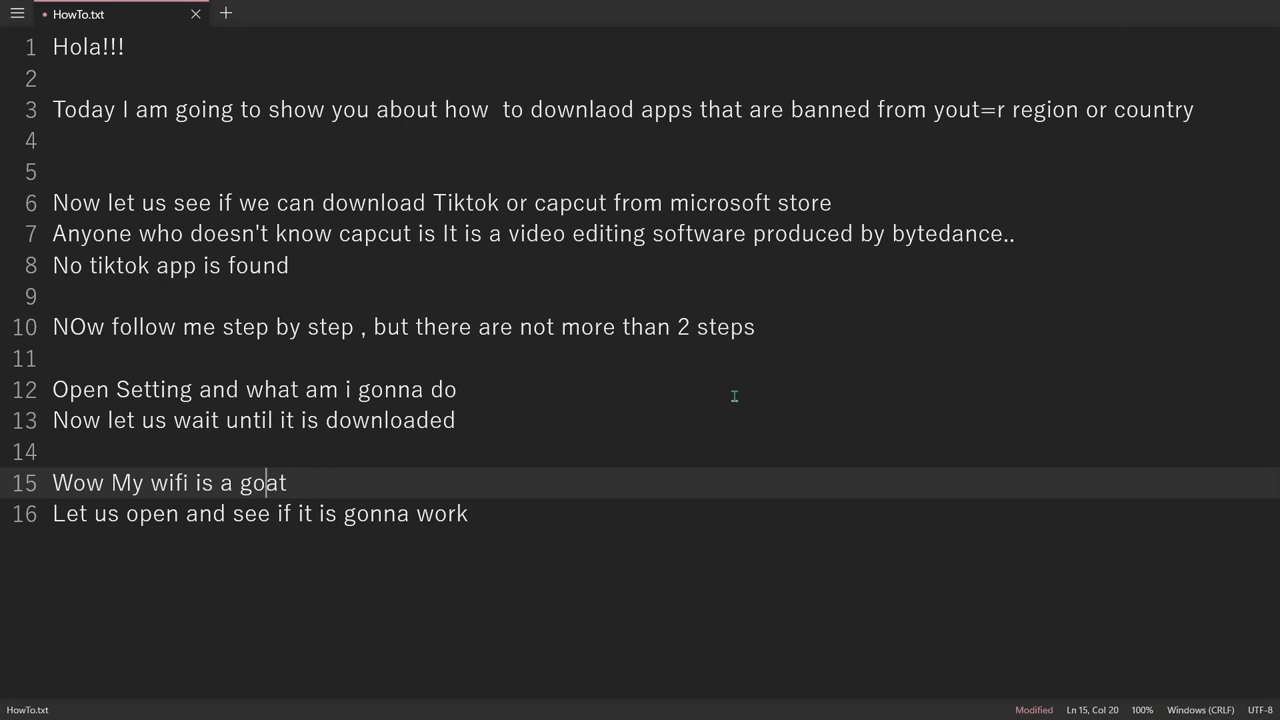 HowTo.txt
1 Hola!!!
2
3 Today I am going to show you about how  to downlaod apps that are banned from yout=r region or country
4
5
6 Now let us see if we can download Tiktok or capcut from microsoft store
7 Anyone who doesn't know capcut is It is a video editing software produced by bytedance..
8 No tiktok app is found
9
10 NOw follow me step by step , but there are not more than 2 steps
11
12 Open Setting and what am i gonna do
13 Now let us wait until it is downloaded
14
15 Wow My wifi is a goat
16 Let us open and see if it is gonna work
HowTo.txt Modified Ln 15, Col 20 100% Windows (CRLF) UTF-8